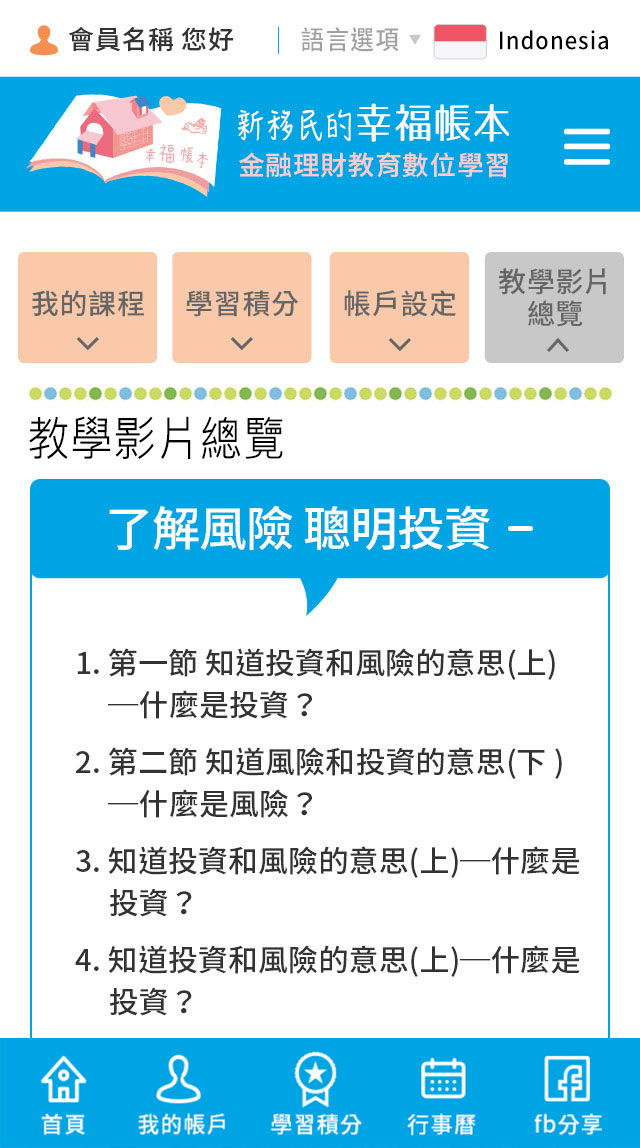 會員名稱 您好 語言選項 Indonesia
幸福帳本
新移民的幸福帳本
金融理財教育數位學習
我的課程 學習積分 帳戶設定 教學影片總覽
教學影片總覽
了解風險 聰明投資 –
1. 第一節 知道投資和風險的意思(上)
─什麼是投資？
2. 第二節 知道風險和投資的意思(下 )
─什麼是風險？
3. 知道投資和風險的意思(上)─什麼是
投資？
4. 知道投資和風險的意思(上)─什麼是
投資？
首頁 我的帳戶 學習積分 行事曆 fb分享